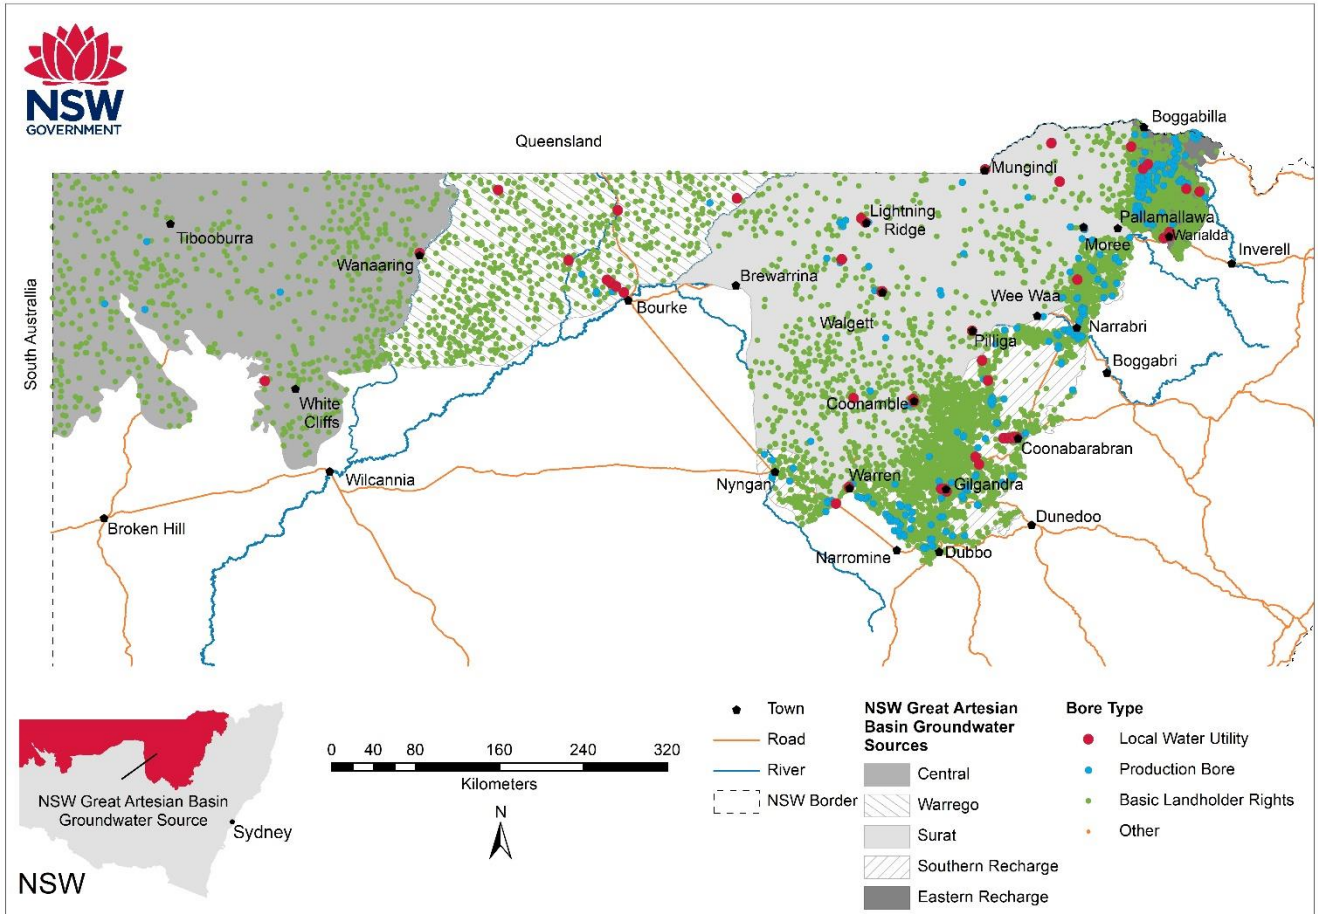 NSW
GOVERNMENT
Queensland
South Australlia
Boggabilla
Mungindi
Tibooburra
Lightning
Ridge
Pallamallawa
Moree
Warialda
Inverell
Wanaaring
Brewarrina
Bourke
Wee Waa
Walgett
Narrabri
Pilliga
Boggabri
White
Cliffs
Coonamble
Coonabarabran
Wilcannia
Nyngan
Warren
Gilgandra
Broken Hill
Dunedoo
Narromine
Dubbo
NSW Great Artesian Basin
Groundwater Source
Sydney
NSW
0 40 80 160 240 320
Kilometers
N
Town
Road
River
NSW Border
NSW Great Artesian
Basin Groundwater
Sources
Central
Warrego
Surat
Southern Recharge
Eastern Recharge
Bore Type
Local Water Utility
Production Bore
Basic Landholder Rights
Other